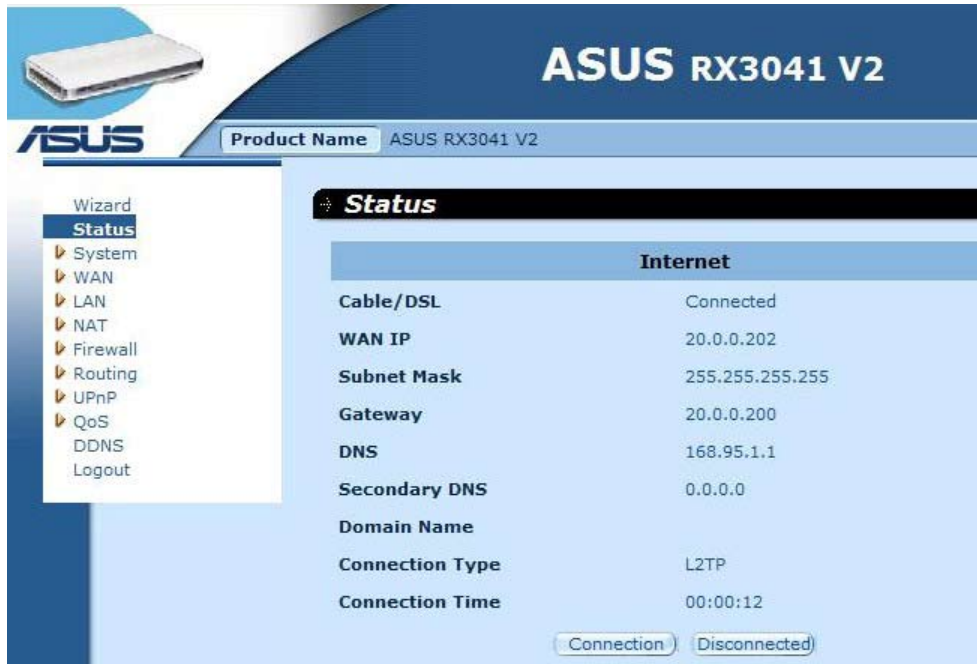 ASUS RX3041 V2
ASUS
Product Name ASUS RX3041 V2
Wizard
Status
System
WAN
LAN
NAT
Firewall
Routing
UPnP
QoS
DDNS
Logout
Status
Internet
Cable/DSL Connected
WAN IP 20.0.0.202
Subnet Mask 255.255.255.255
Gateway 20.0.0.200
DNS 168.95.1.1
Secondary DNS 0.0.0.0
Domain Name
Connection Type L2TP
Connection Time 00:00:12
Connection Disconnected